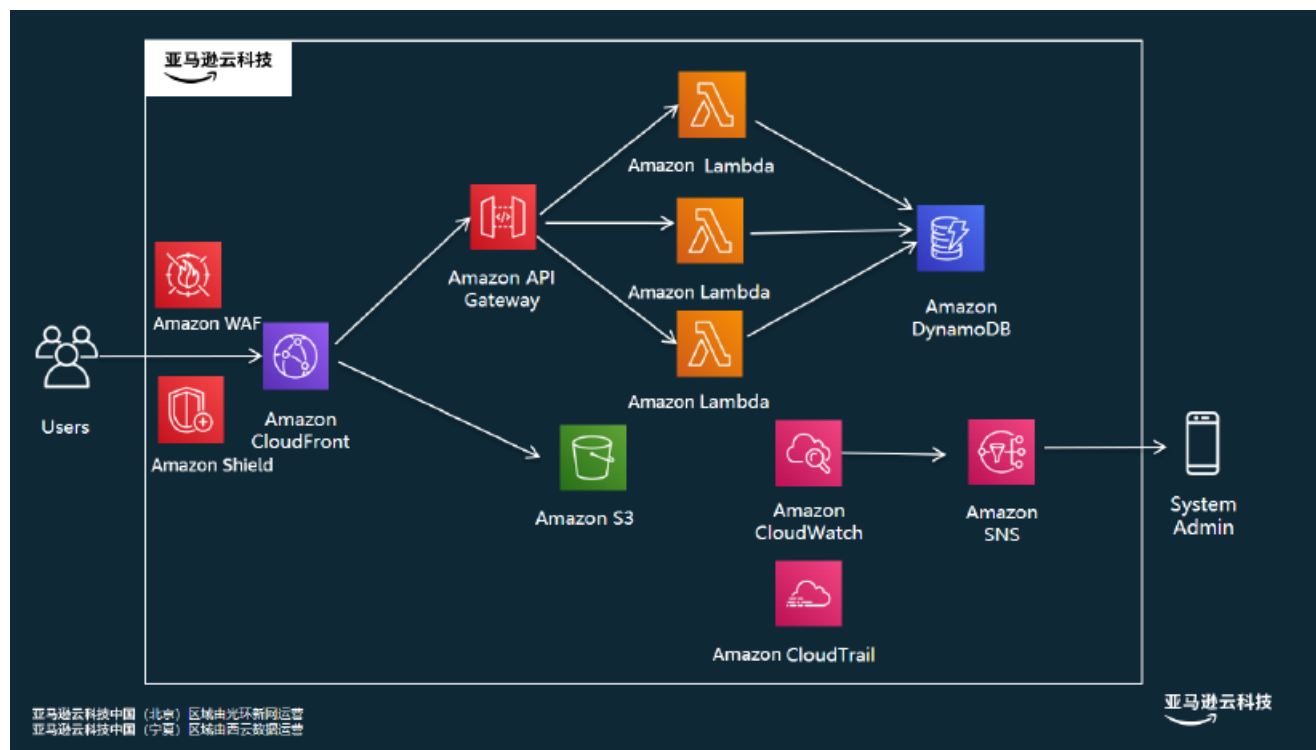 亚马逊云科技
Amazon Lambda
Amazon API
Gateway
Amazon Lambda
Amazon
DynamoDB
Amazon WAF
Users
Amazon
CloudFront
Amazon Lambda
Amazon Shield
Amazon S3
Amazon
CloudWatch
Amazon
SNS
System
Admin
Amazon CloudTrail
亚马逊云科技中国（北京）区域由光环新网运营
亚马逊云科技中国（宁夏）区域由西云数据运营
亚马逊云科技